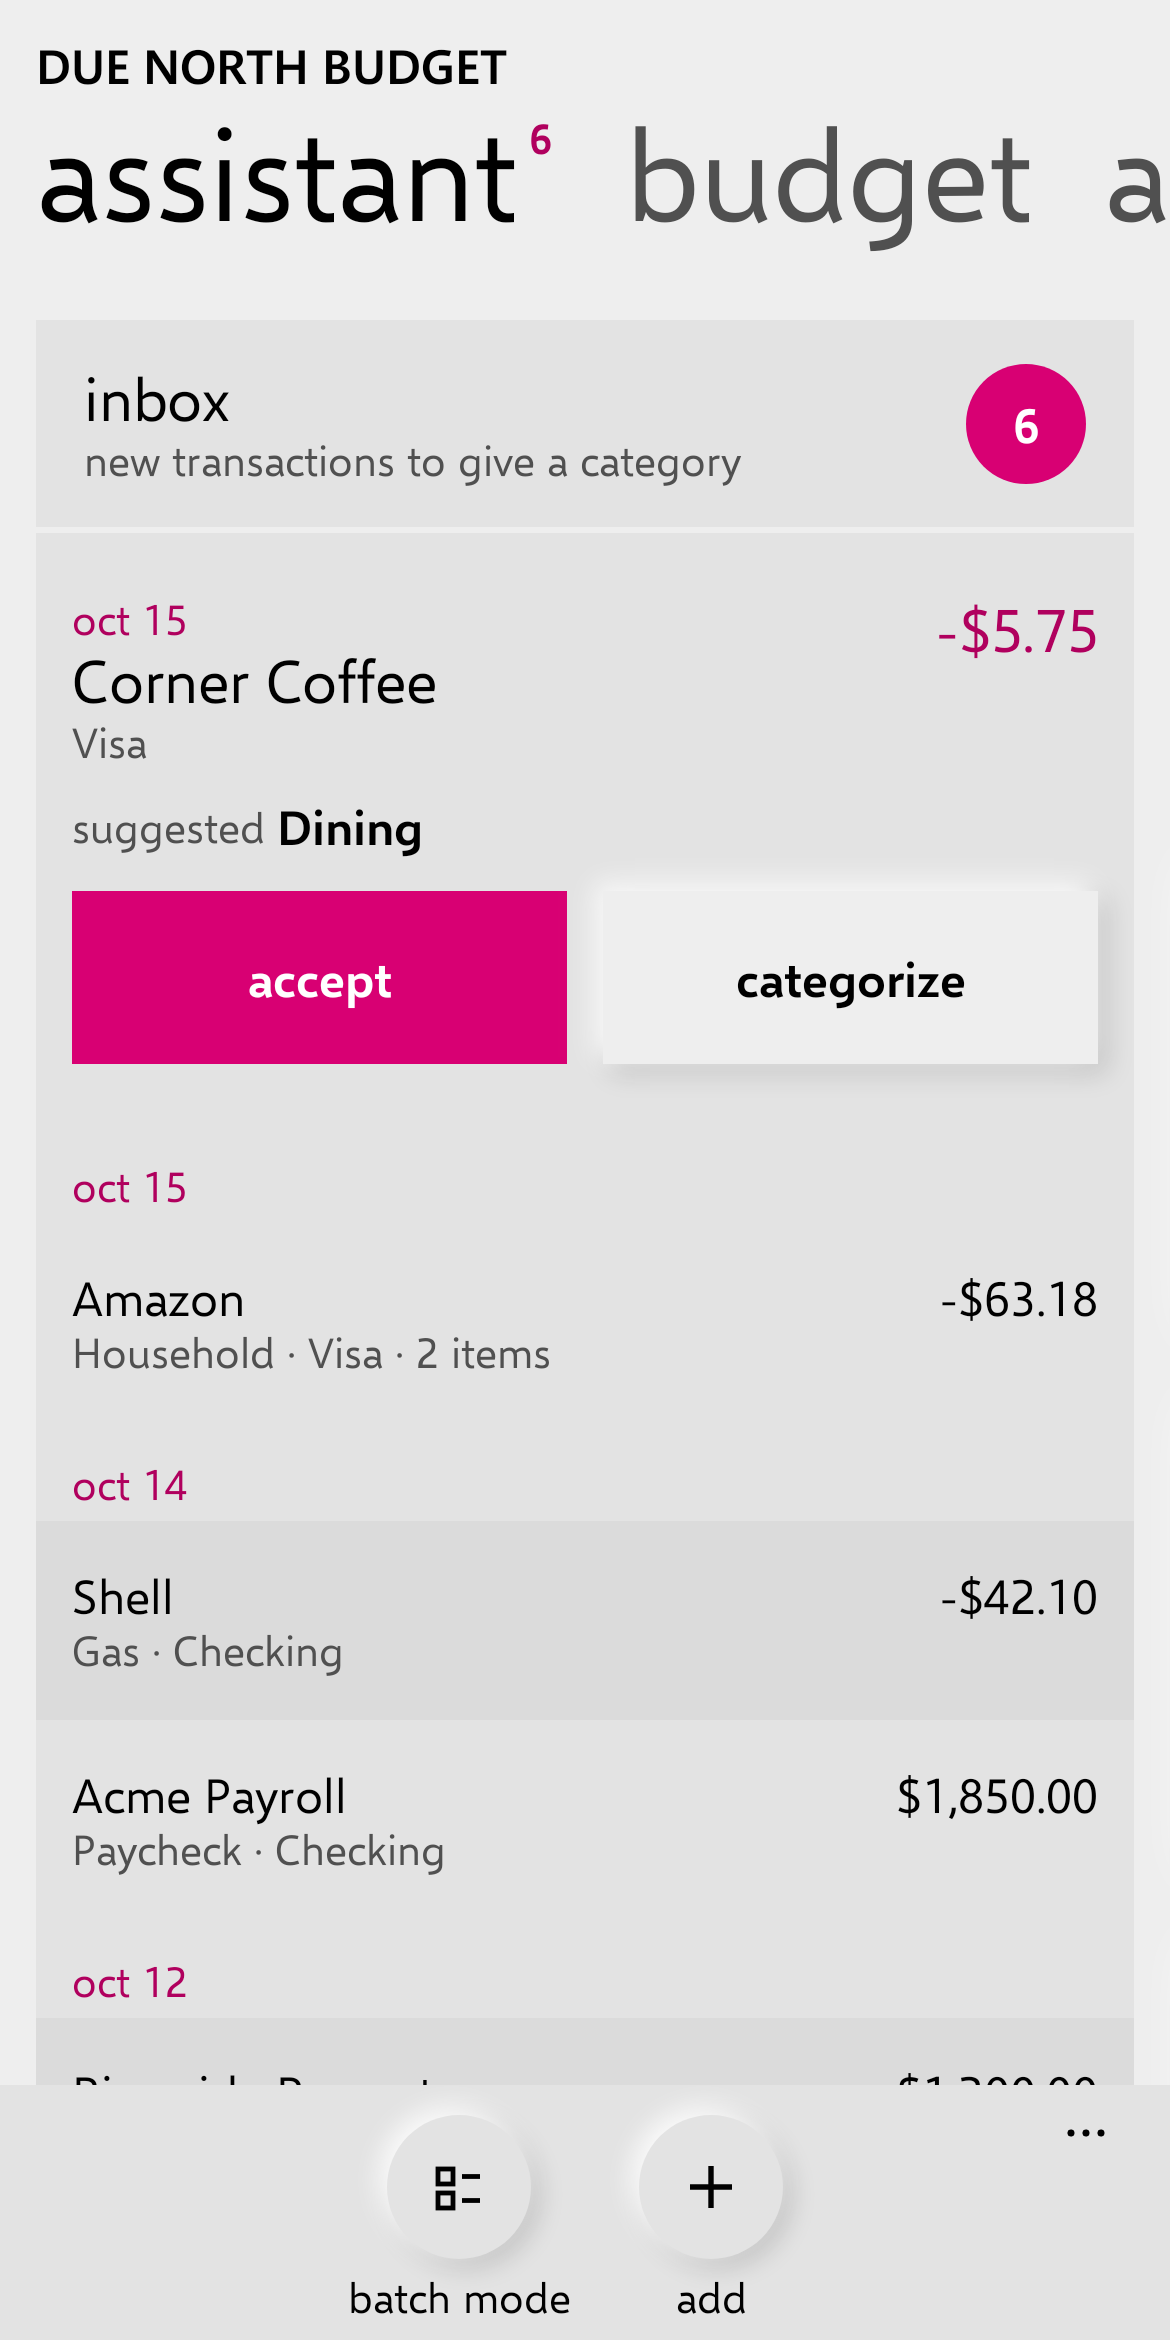 DUE NORTH BUDGET
assistant 6 budget a
inbox
new transactions to give a category
6
oct 15
-$5.75
Corner Coffee
Visa
suggested Dining
accept
categorize
oct 15
Amazon
-$63.18
Household · Visa · 2 items
oct 14
Shell
-$42.10
Gas · Checking
Acme Payroll
$1,850.00
Paycheck · Checking
oct 12
...
batch mode
add